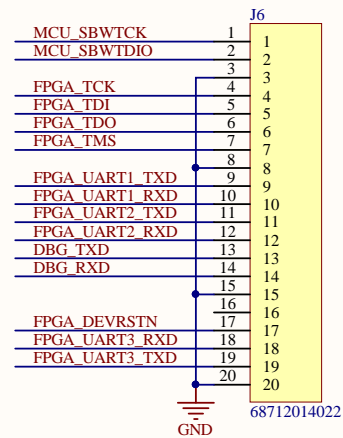 J6
MCU_SBWTCK 1 1
MCU_SBWTDIO 2 2
3 3
FPGA_TCK 4 4
FPGA_TDI 5 5
FPGA_TDO 6 6
FPGA_TMS 7 7
8 8
FPGA_UART1_TXD 9 9
FPGA_UART1_RXD 10 10
FPGA_UART2_TXD 11 11
FPGA_UART2_RXD 12 12
DBG_TXD 13 13
DBG_RXD 14 14
15 15
16 16
FPGA_DEVRSTN 17 17
FPGA_UART3_RXD 18 18
FPGA_UART3_TXD 19 19
20 20
68712014022
GND